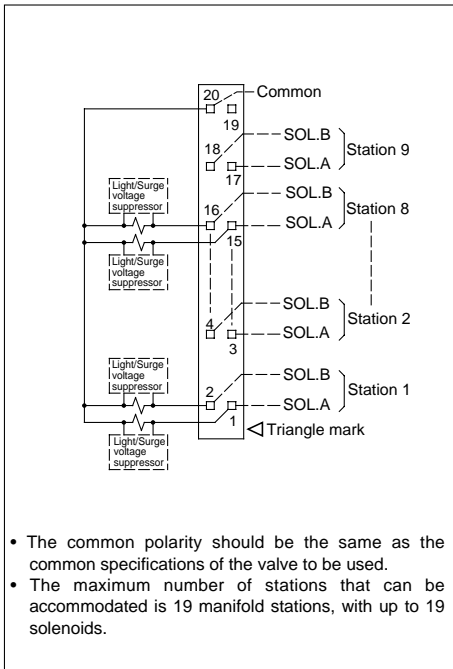 20
Common
19
SOL.B
18
SOL.A
Station 9
17
Light/Surge
voltage
suppressor
SOL.B
16
Station 8
SOL.A
15
Light/Surge
voltage
suppressor
SOL.B
4
Station 2
SOL.A
3
Light/Surge
voltage
suppressor
SOL.B
2
Station 1
SOL.A
1
Triangle mark
Light/Surge
voltage
suppressor
• The common polarity should be the same as the
common specifications of the valve to be used.
• The maximum number of stations that can be
accommodated is 19 manifold stations, with up to 19
solenoids.